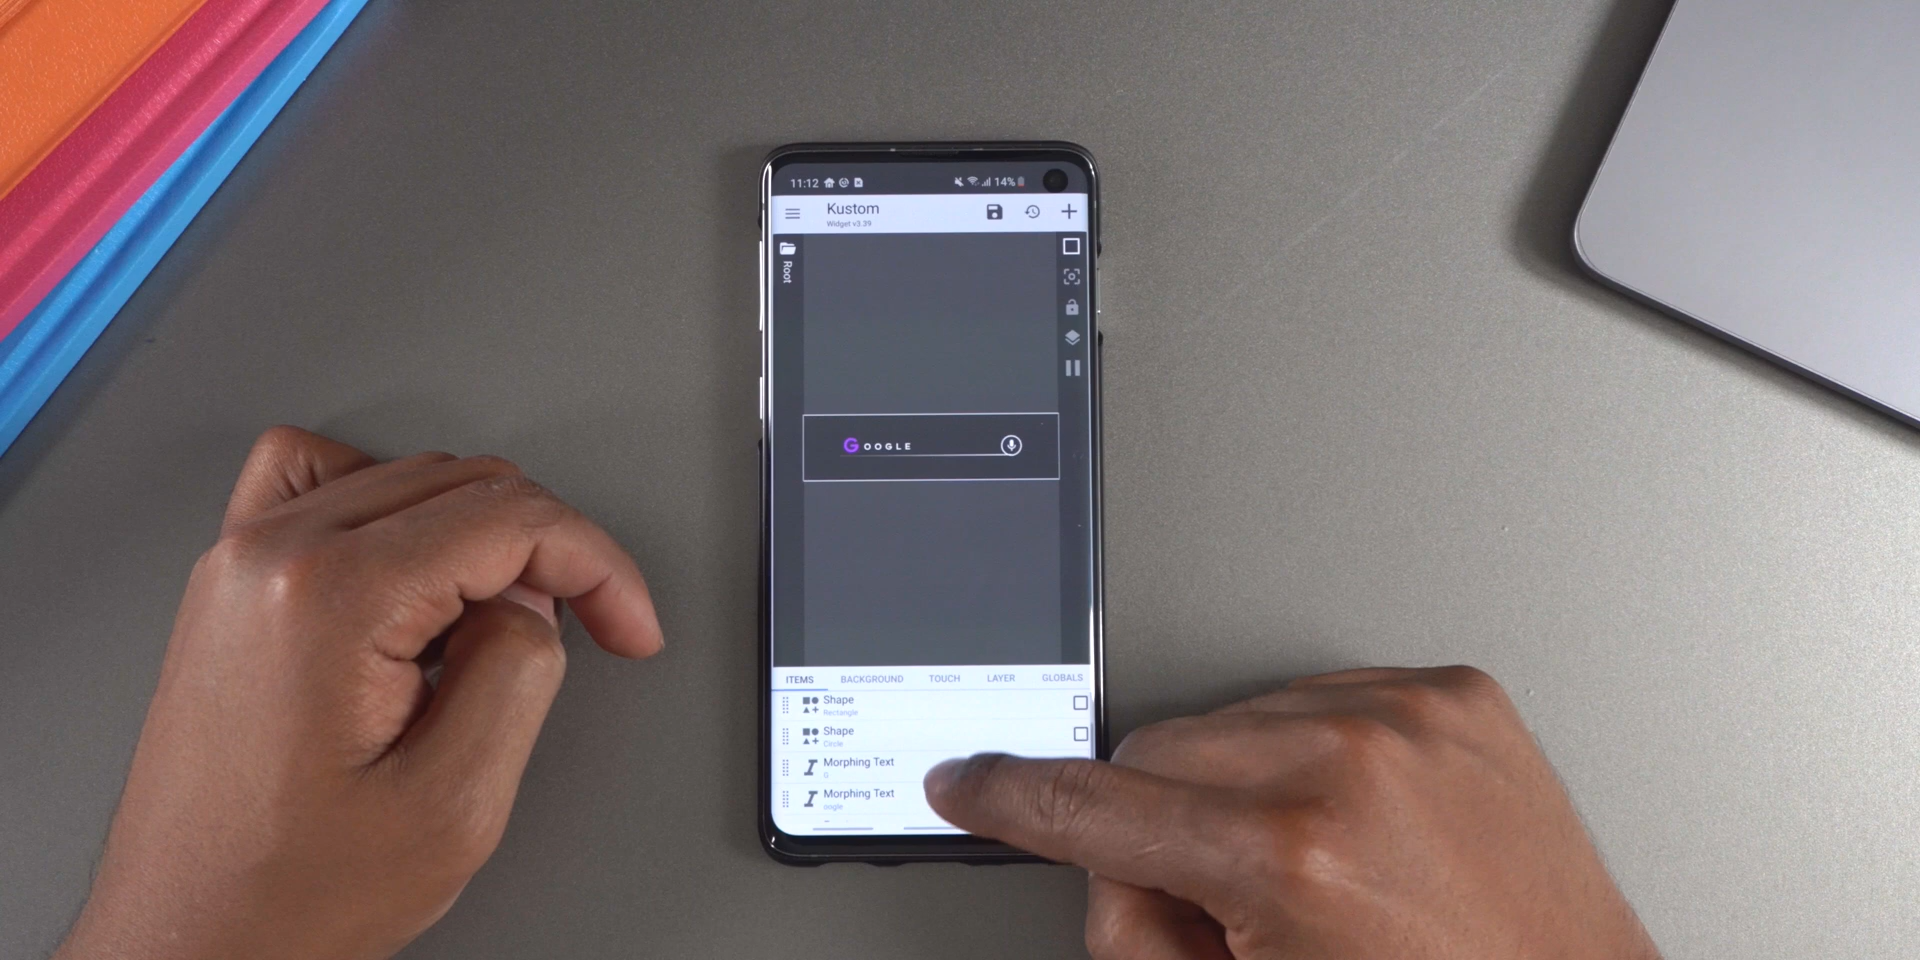 11:12
14%
Kustom
Widget v3.39
Root
GOOGLE
ITEMS BACKGROUND TOUCH LAYER GLOBALS
Shape
Rectangle
Shape
Circle
Morphing Text
G
Morphing Text
oogle